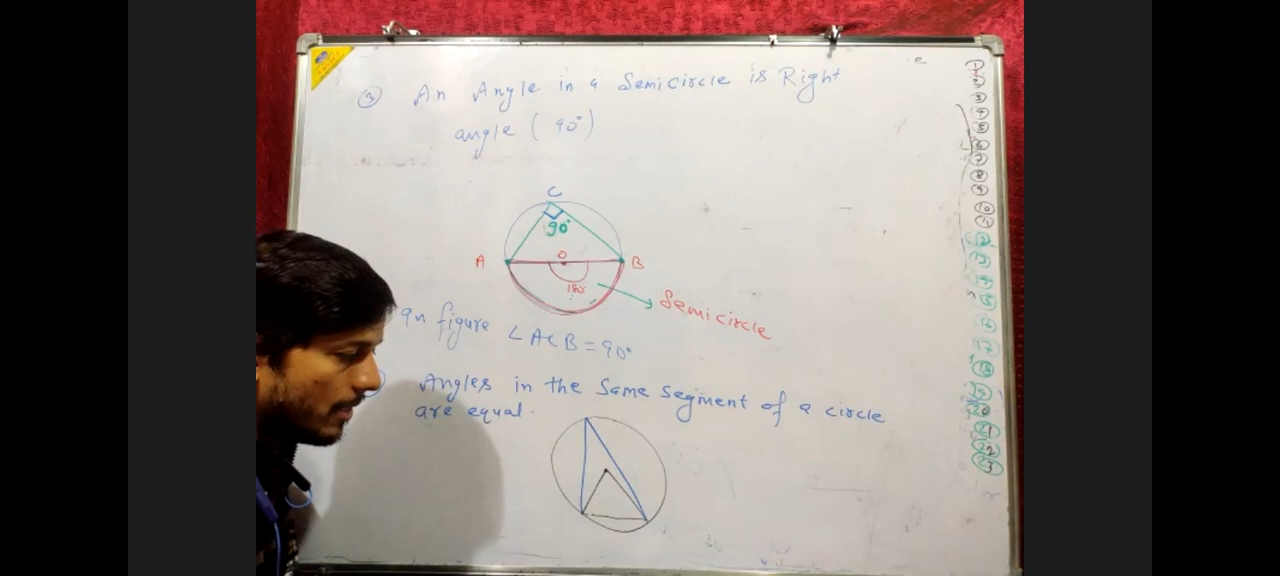 ③ An Angle in a Semicircle is Right
angle (90°)
C
90°
A
O
B
180°
Semicircle
In figure ∠ACB = 90°
Angles in the Same segment of a circle
are equal.